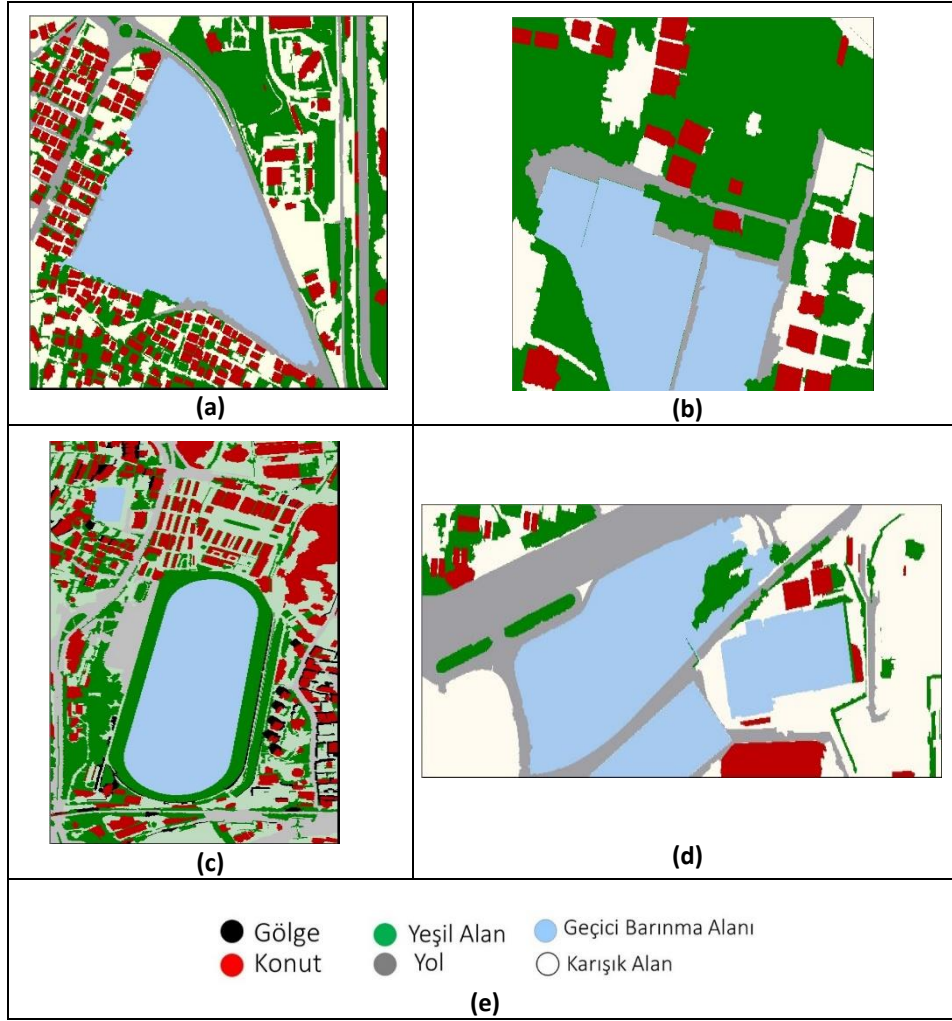 (a)
(b)
(c)
(d)
Gölge
Yeşil Alan
Geçici Barınma Alanı
Konut
Yol
Karışık Alan
(e)